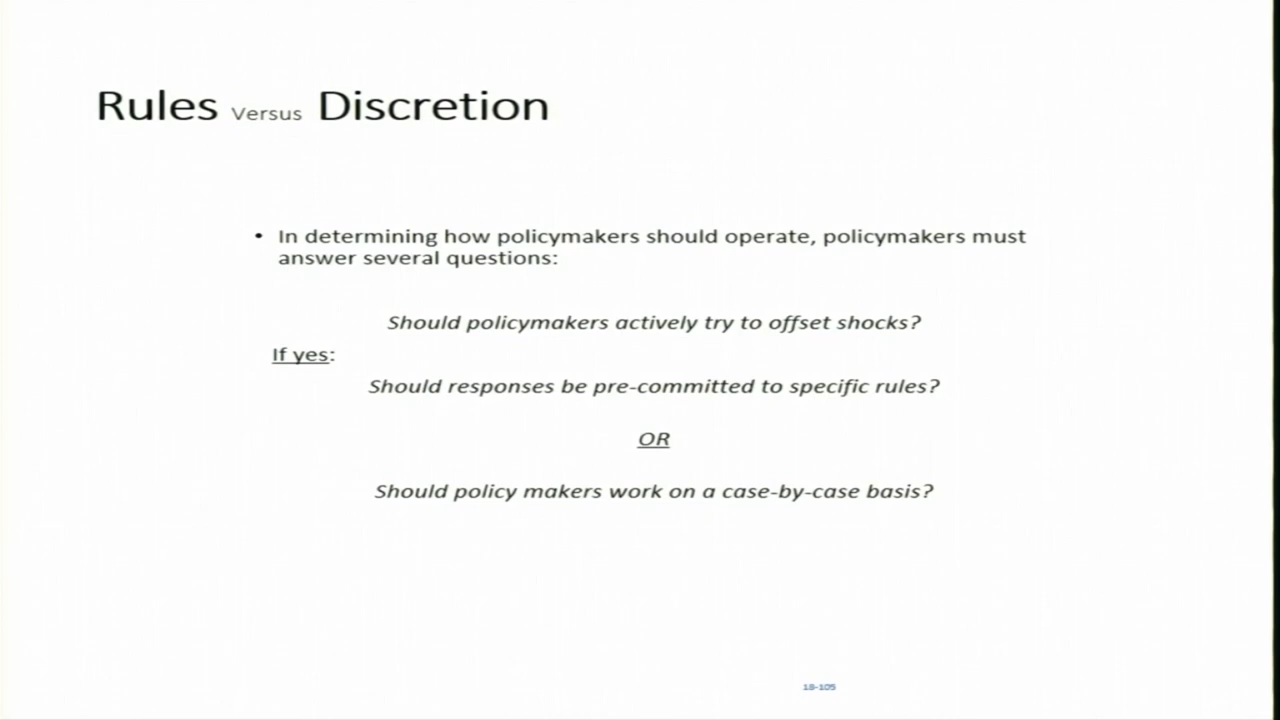 Rules Versus Discretion
• In determining how policymakers should operate, policymakers must
answer several questions:
Should policymakers actively try to offset shocks?
If yes:
Should responses be pre-committed to specific rules?
OR
Should policy makers work on a case-by-case basis?
18-105